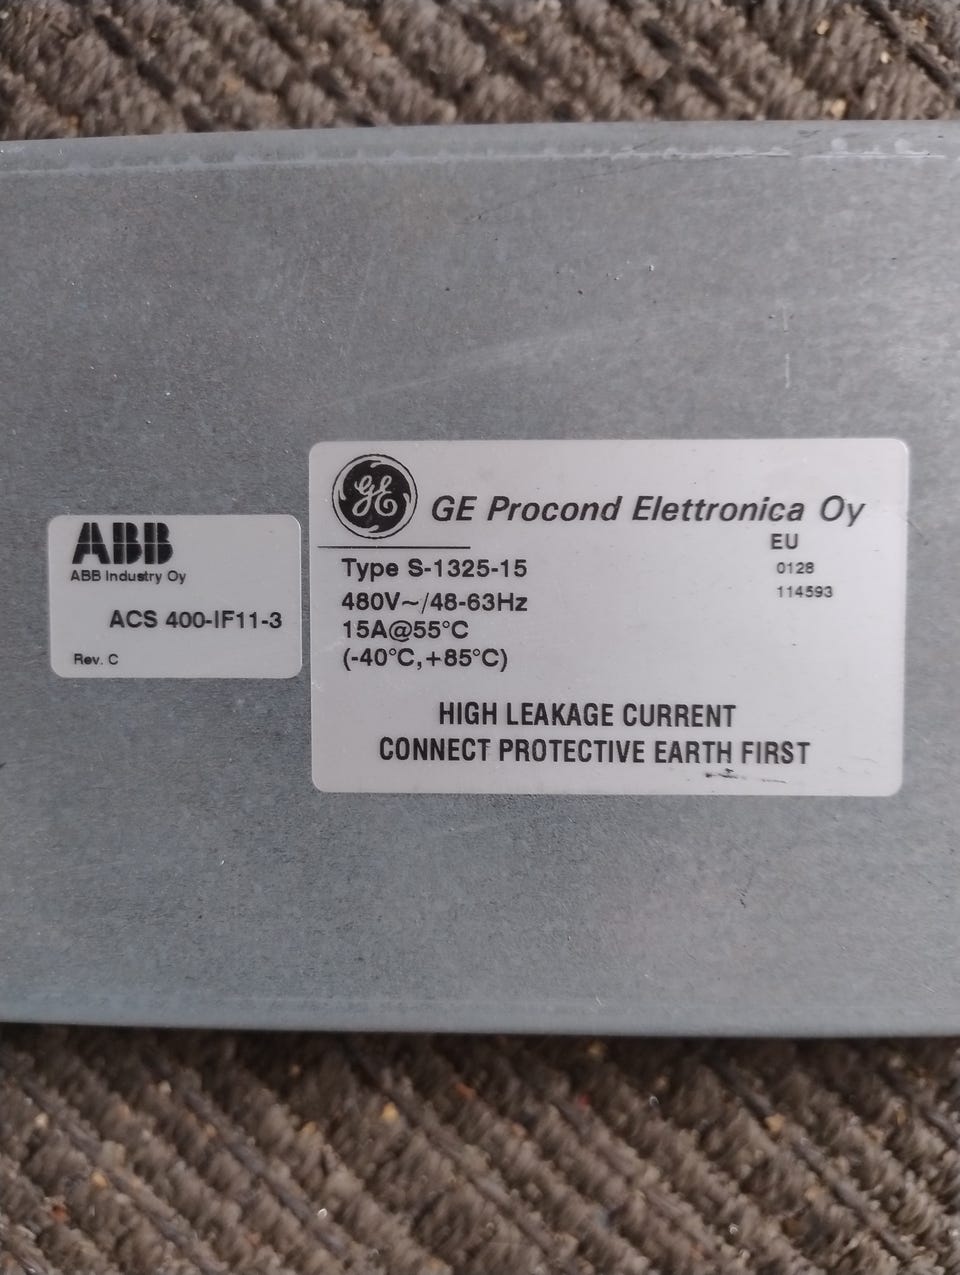 ABB
ABB Industry Oy
ACS 400-IF11-3
Rev. C
GE
GE Procond Elettronica Oy
EU
0128
114593
Type S-1325-15
480V~/48-63Hz
15A@55°C
(-40°C,+85°C)
HIGH LEAKAGE CURRENT
CONNECT PROTECTIVE EARTH FIRST